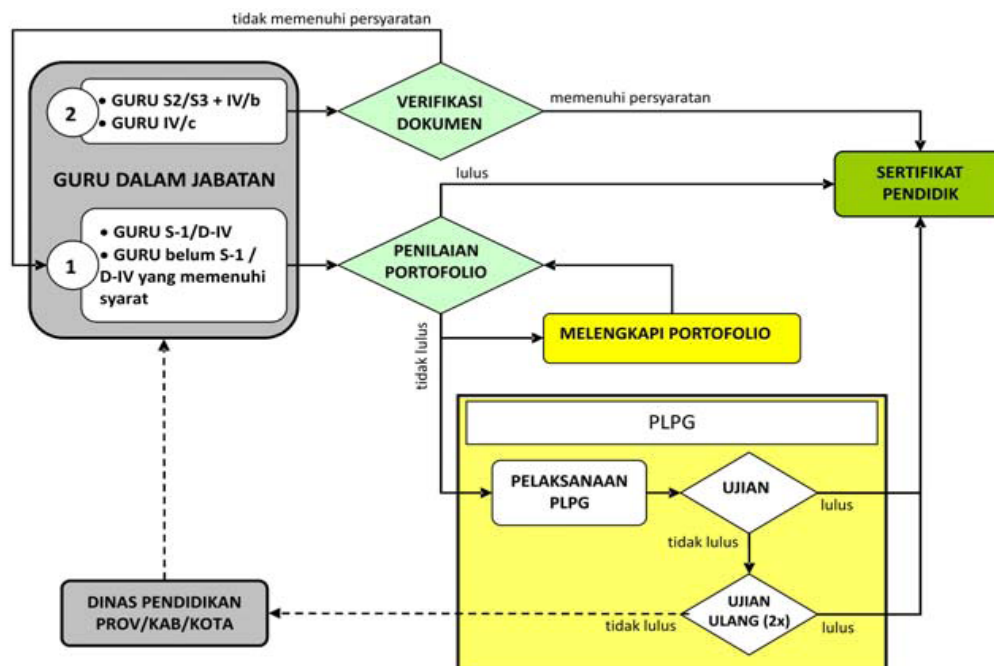 tidak memenuhi persyaratan
2
• GURU S2/S3 + IV/b
• GURU IV/c
VERIFIKASI
DOKUMEN
memenuhi persyaratan
GURU DALAM JABATAN
lulus
SERTIFIKAT
PENDIDIK
1
• GURU S-1/D-IV
• GURU belum S-1 /
D-IV yang memenuhi
syarat
PENILAIAN
PORTOFOLIO
tidak lulus
MELENGKAPI PORTOFOLIO
PLPG
PELAKSANAAN
PLPG
UJIAN
lulus
tidak lulus
DINAS PENDIDIKAN
PROV/KAB/KOTA
tidak lulus
UJIAN
ULANG (2x)
lulus